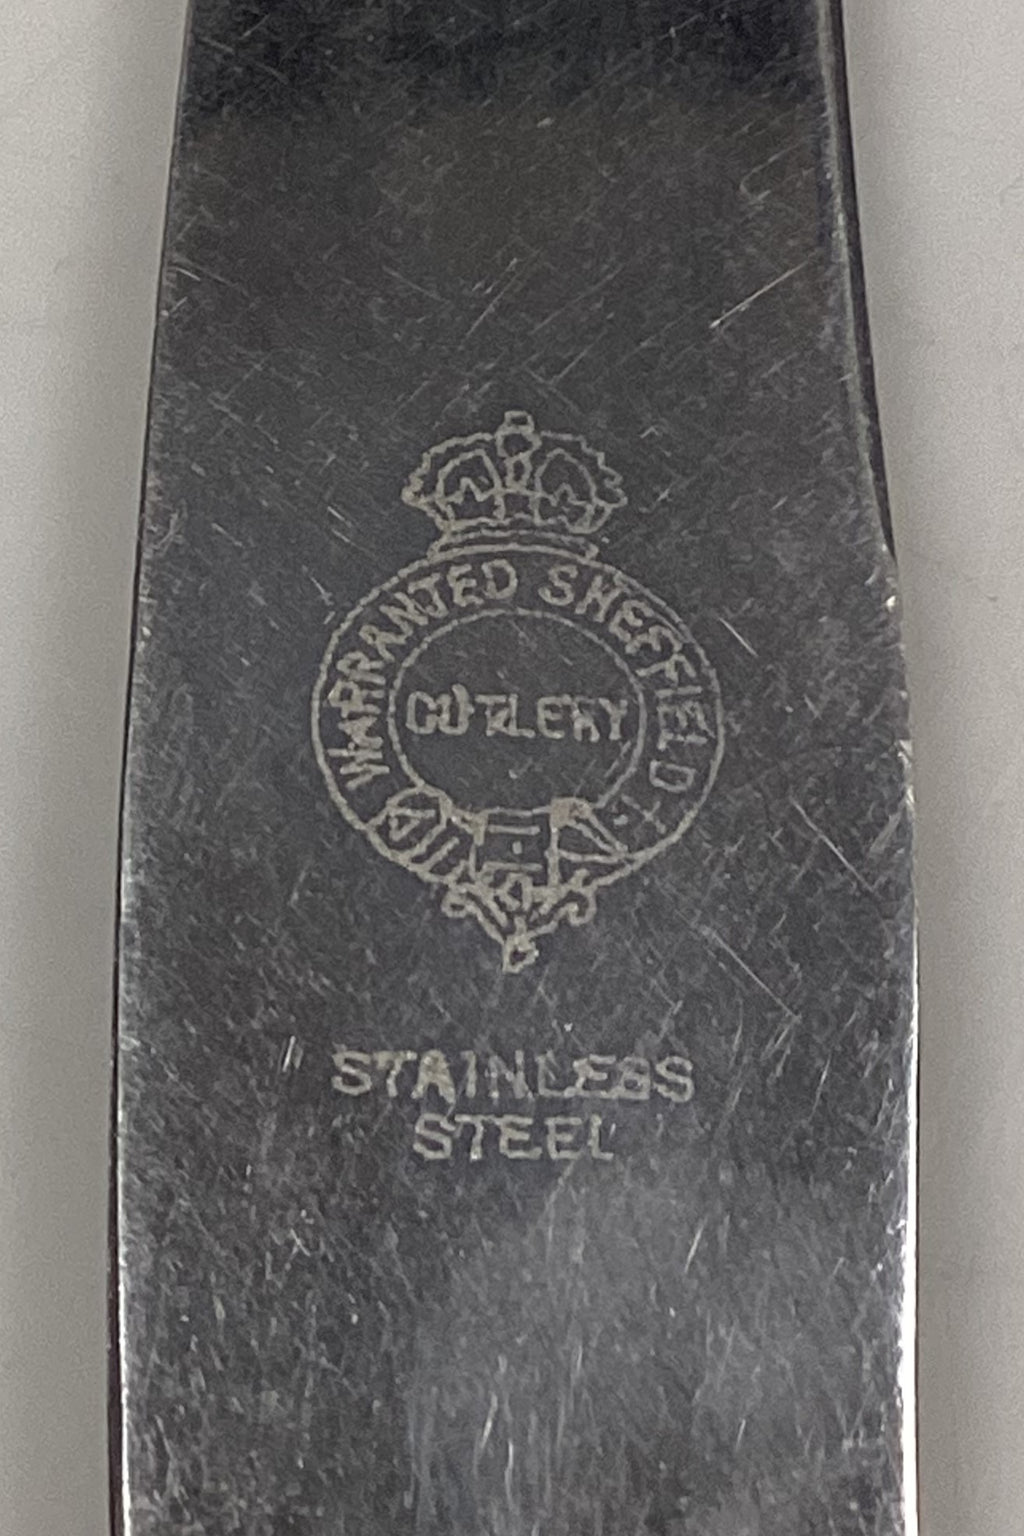 WARRANTED SHEFFIELD
CUTLERY
STAINLESS
STEEL